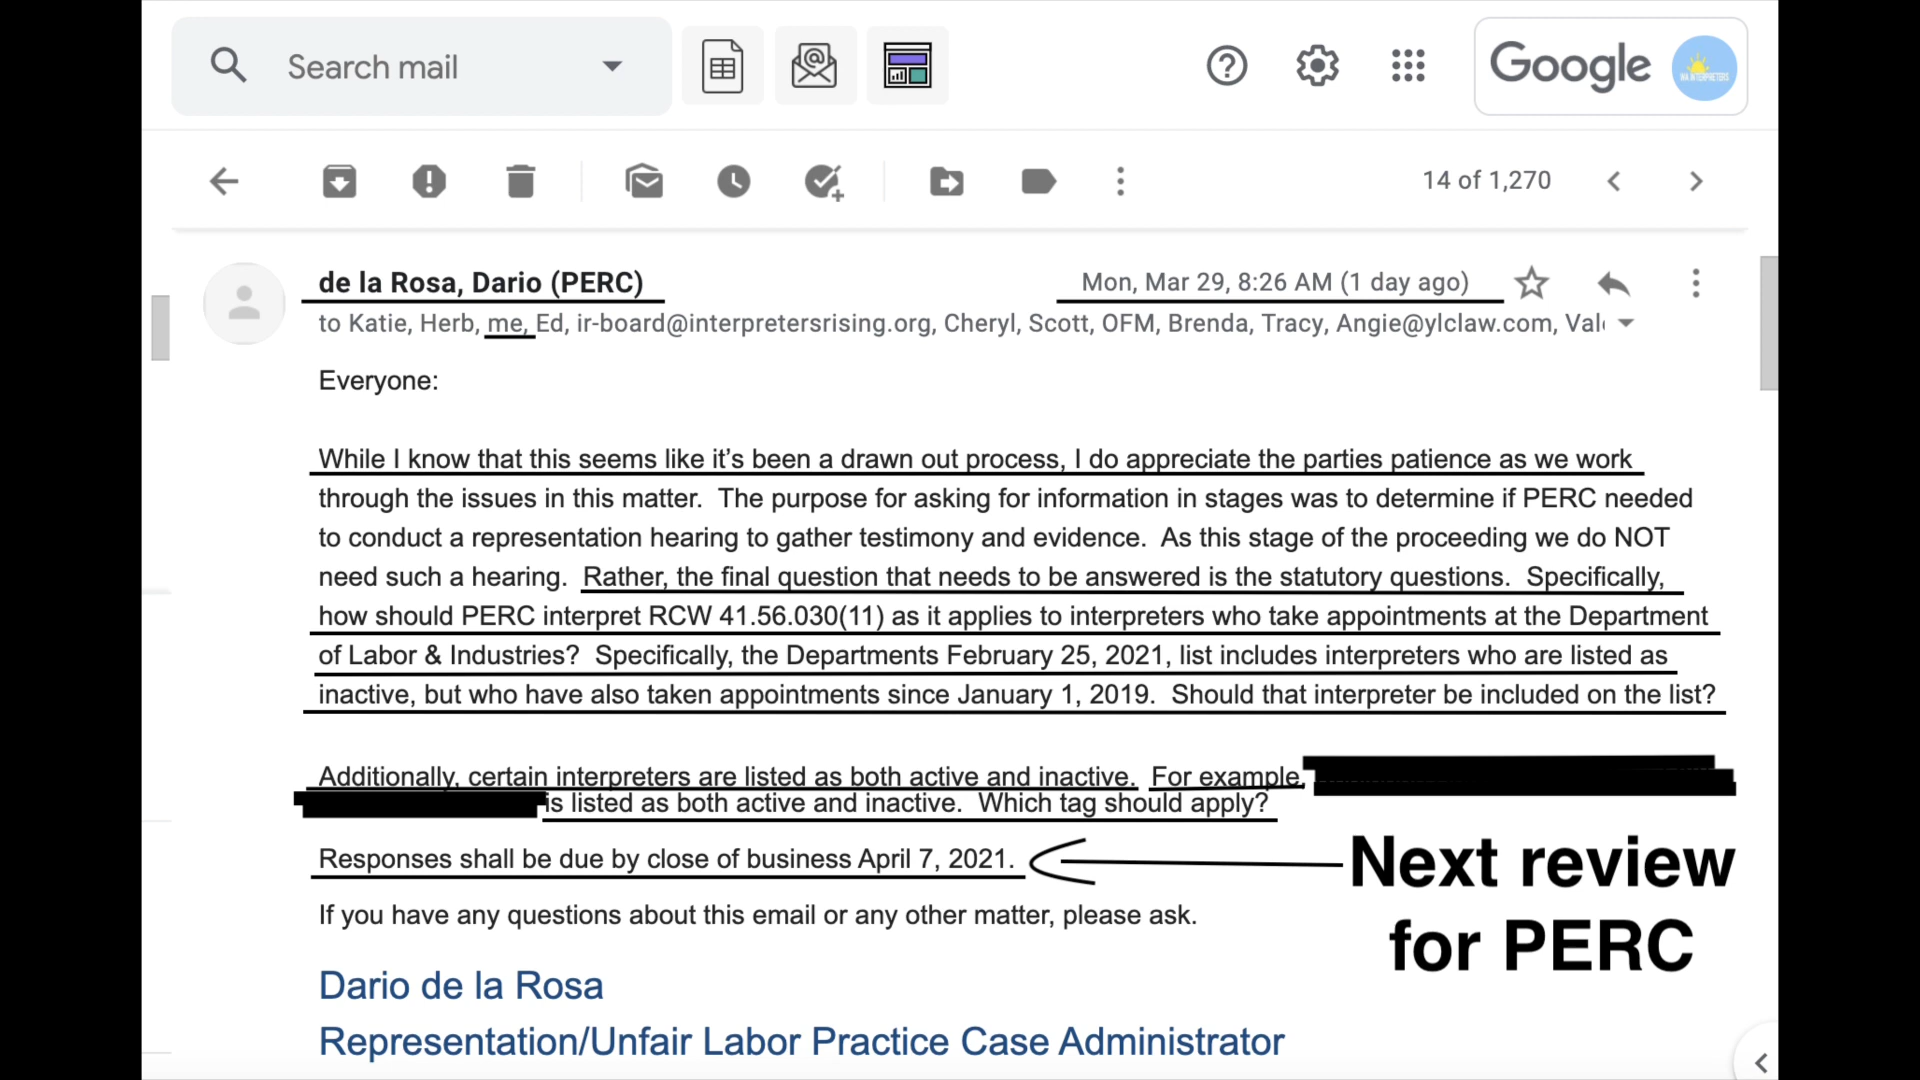 Search mail
Google
WA INTERPRETERS
14 of 1,270
de la Rosa, Dario (PERC)
Mon, Mar 29, 8:26 AM (1 day ago)
to Katie, Herb, me, Ed, ir-board@interpretersrising.org, Cheryl, Scott, OFM, Brenda, Tracy, Angie@ylclaw.com, Val
Everyone:
While I know that this seems like it's been a drawn out process, I do appreciate the parties patience as we work
through the issues in this matter.  The purpose for asking for information in stages was to determine if PERC needed
to conduct a representation hearing to gather testimony and evidence.  As this stage of the proceeding we do NOT
need such a hearing.  Rather, the final question that needs to be answered is the statutory questions.  Specifically,
how should PERC interpret RCW 41.56.030(11) as it applies to interpreters who take appointments at the Department
of Labor & Industries?  Specifically, the Departments February 25, 2021, list includes interpreters who are listed as
inactive, but who have also taken appointments since January 1, 2019.  Should that interpreter be included on the list?
Additionally, certain interpreters are listed as both active and inactive.  For example,
is listed as both active and inactive.  Which tag should apply?
Responses shall be due by close of business April 7, 2021.
Next review
for PERC
If you have any questions about this email or any other matter, please ask.
Dario de la Rosa
Representation/Unfair Labor Practice Case Administrator